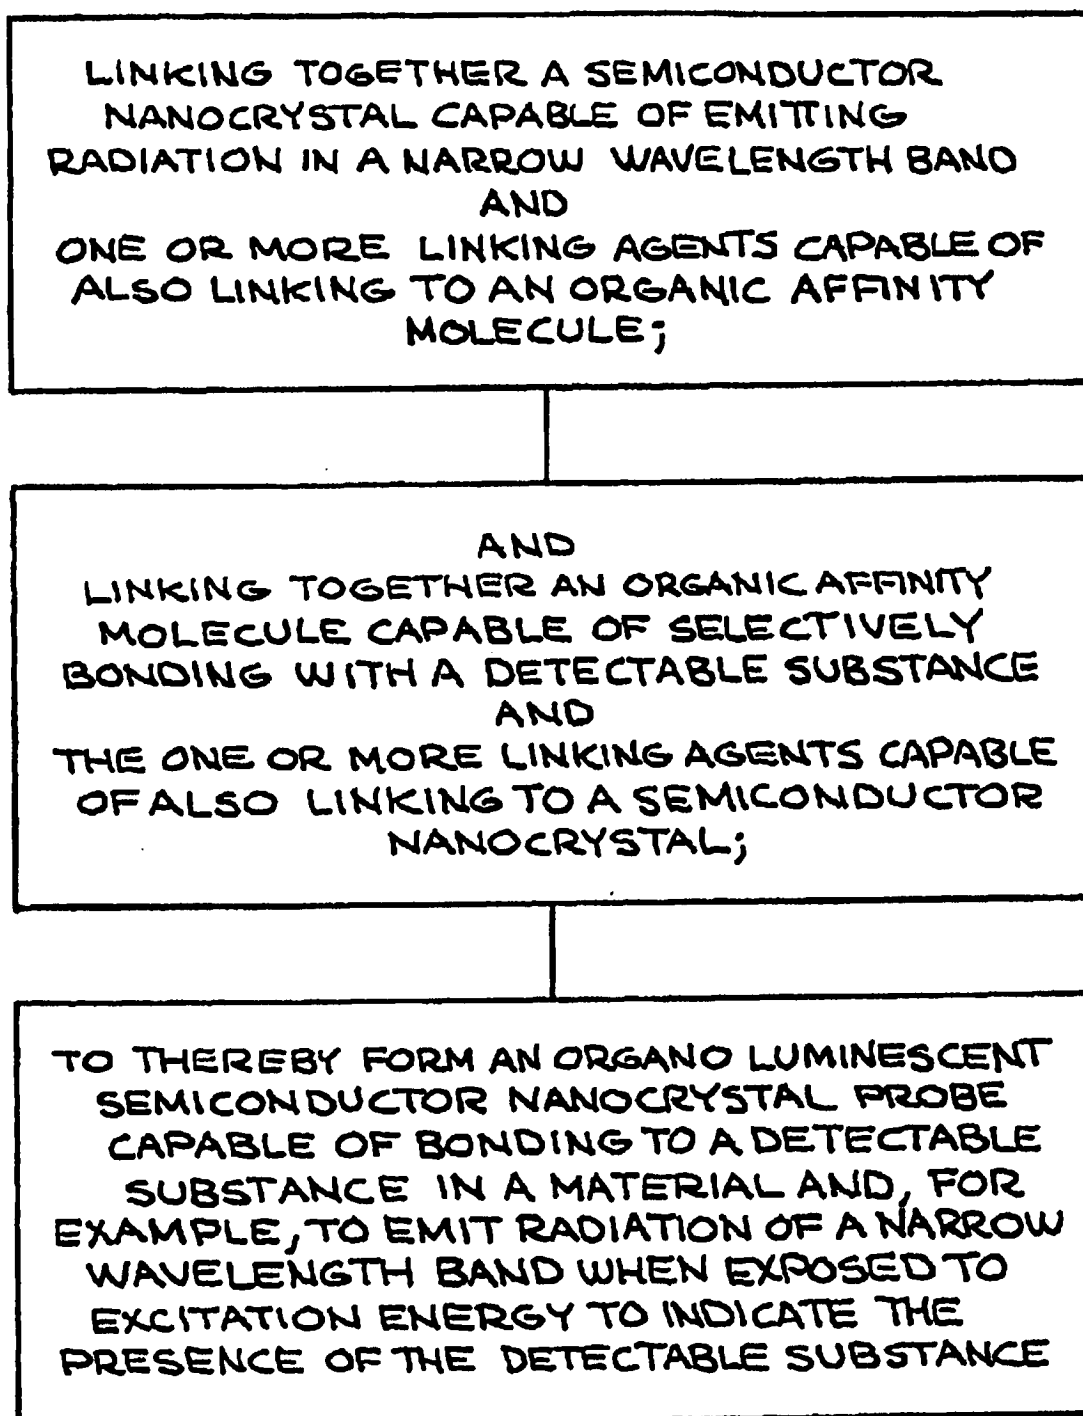 LINKING TOGETHER A SEMICONDUCTOR
NANOCRYSTAL CAPABLE OF EMITTING
RADIATION IN A NARROW WAVELENGTH BAND
AND
ONE OR MORE LINKING AGENTS CAPABLE OF
ALSO LINKING TO AN ORGANIC AFFINITY
MOLECULE;
AND
LINKING TOGETHER AN ORGANIC AFFINITY
MOLECULE CAPABLE OF SELECTIVELY
BONDING WITH A DETECTABLE SUBSTANCE
AND
THE ONE OR MORE LINKING AGENTS CAPABLE
OF ALSO LINKING TO A SEMICONDUCTOR
NANOCRYSTAL;
TO THEREBY FORM AN ORGANO LUMINESCENT
SEMICONDUCTOR NANOCRYSTAL PROBE
CAPABLE OF BONDING TO A DETECTABLE
SUBSTANCE IN A MATERIAL AND, FOR
EXAMPLE, TO EMIT RADIATION OF A NARROW
WAVELENGTH BAND WHEN EXPOSED TO
EXCITATION ENERGY TO INDICATE THE
PRESENCE OF THE DETECTABLE SUBSTANCE